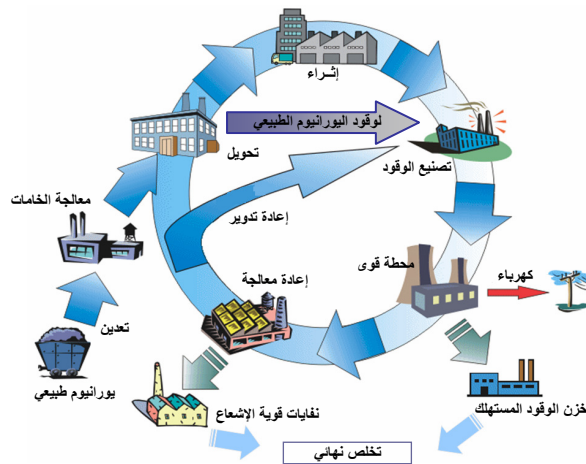 إثـراء
لوقود اليورانيوم الطبيعي
تحويل
تصنيع الوقود
معالجة الخامات
إعادة تدوير
محطة قوى
كهرباء
إعادة معالجة
تعدين
يورانيوم طبيعي
نفايات قوية الإشعاع
خزن الوقود المستهلك
تخلص نهائي